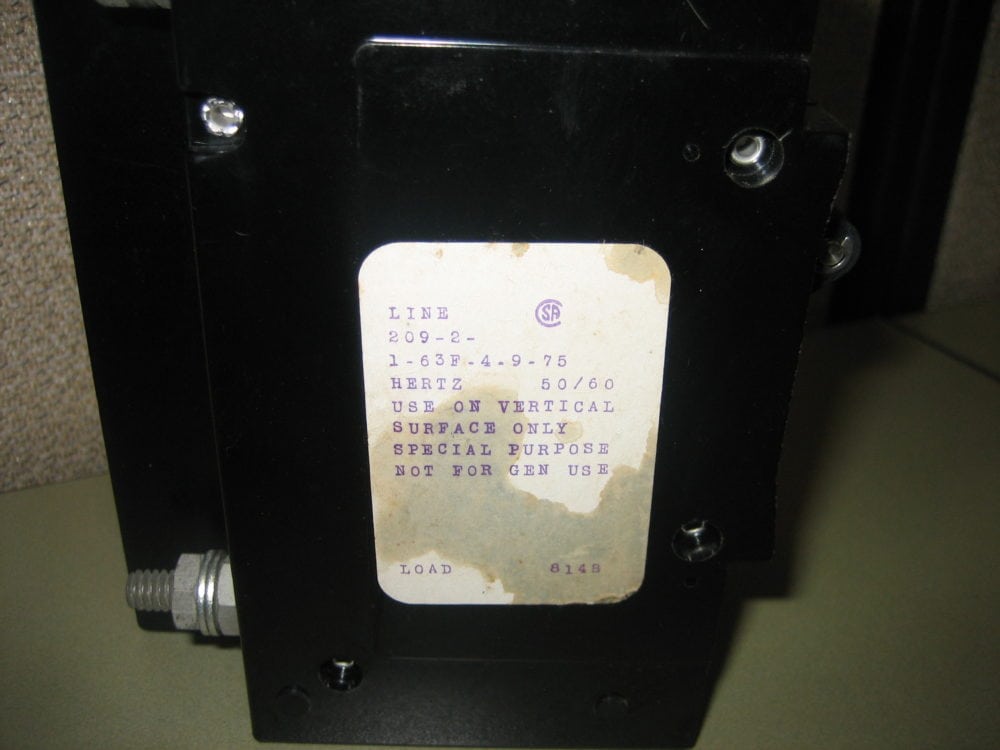 LINE SA
209-2-
1-63F-4-9-75
HERTZ 50/60
USE ON VERTICAL
SURFACE ONLY
SPECIAL PURPOSE
NOT FOR GEN USE
LOAD 8148